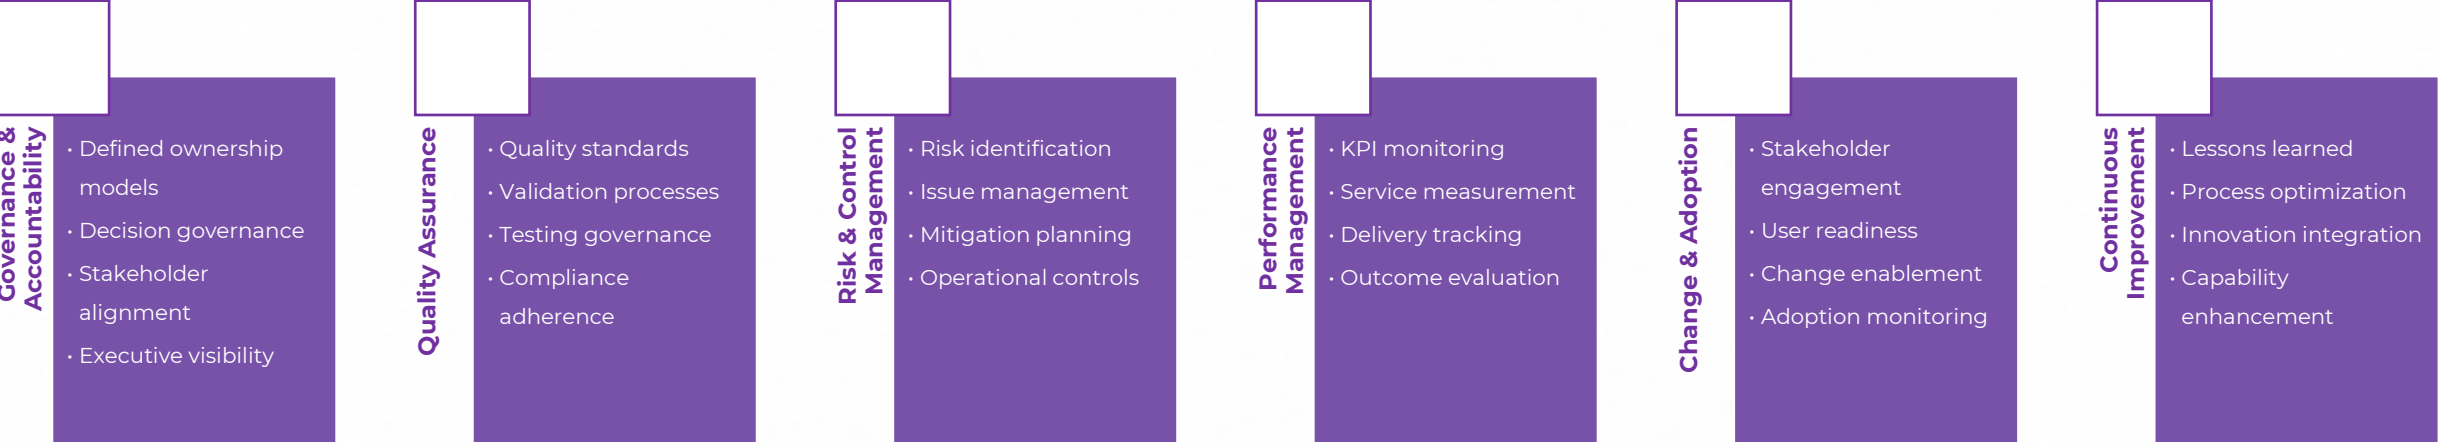 Governance &
Accountability
• Defined ownership
models
• Decision governance
• Stakeholder
alignment
• Executive visibility
Quality Assurance
• Quality standards
• Validation processes
• Testing governance
• Compliance
adherence
Risk & Control
Management
• Risk identification
• Issue management
• Mitigation planning
• Operational controls
Performance
Management
• KPI monitoring
• Service measurement
• Delivery tracking
• Outcome evaluation
Change & Adoption
• Stakeholder
engagement
• User readiness
• Change enablement
• Adoption monitoring
Continuous
Improvement
• Lessons learned
• Process optimization
• Innovation integration
• Capability
enhancement